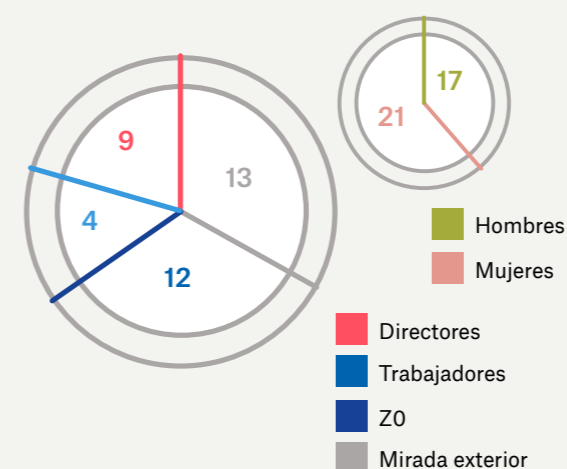 9
13
4
12
17
21
Hombres
Mujeres
Directores
Trabajadores
Z0
Mirada exterior